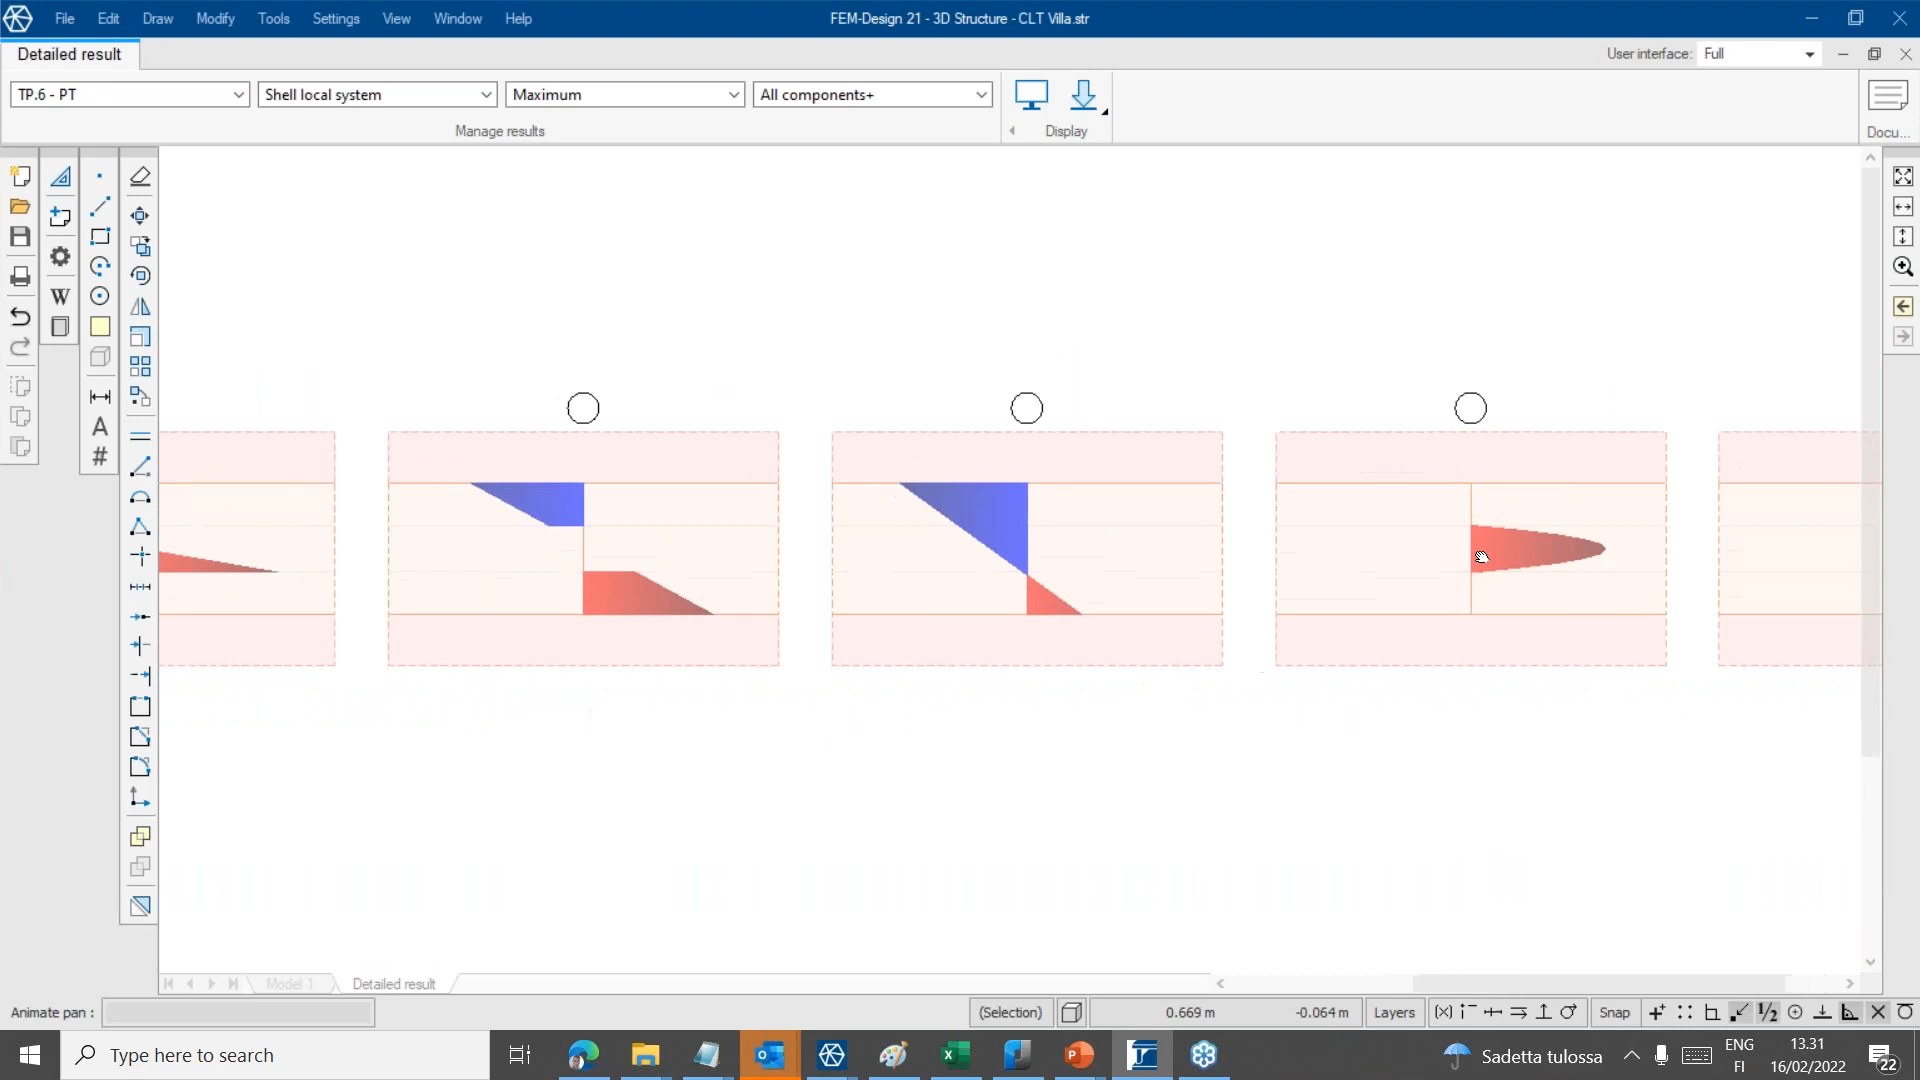 File Edit Draw Modify Tools Settings View Window Help
FEM-Design 21 - 3D Structure - CLT Villa.str
Detailed result
User interface: Full
TP.6 - PT
Shell local system
Maximum
All components+
Manage results
Display
Docu...
W
A
#
Model 1
Detailed result
Animate pan :
(Selection)
0.669 m
-0.064 m
Layers
Snap
1/2
Type here to search
Sadetta tulossa
ENG
FI
13.31
16/02/2022
22